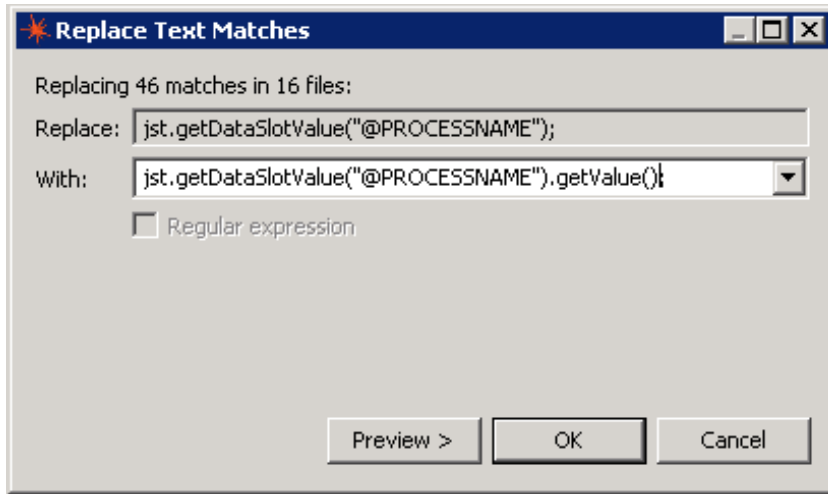 Replace Text Matches
Replacing 46 matches in 16 files:
Replace: jst.getDataSlotValue("@PROCESSNAME");
With: jst.getDataSlotValue("@PROCESSNAME").getValue();
Regular expression
Preview > OK Cancel